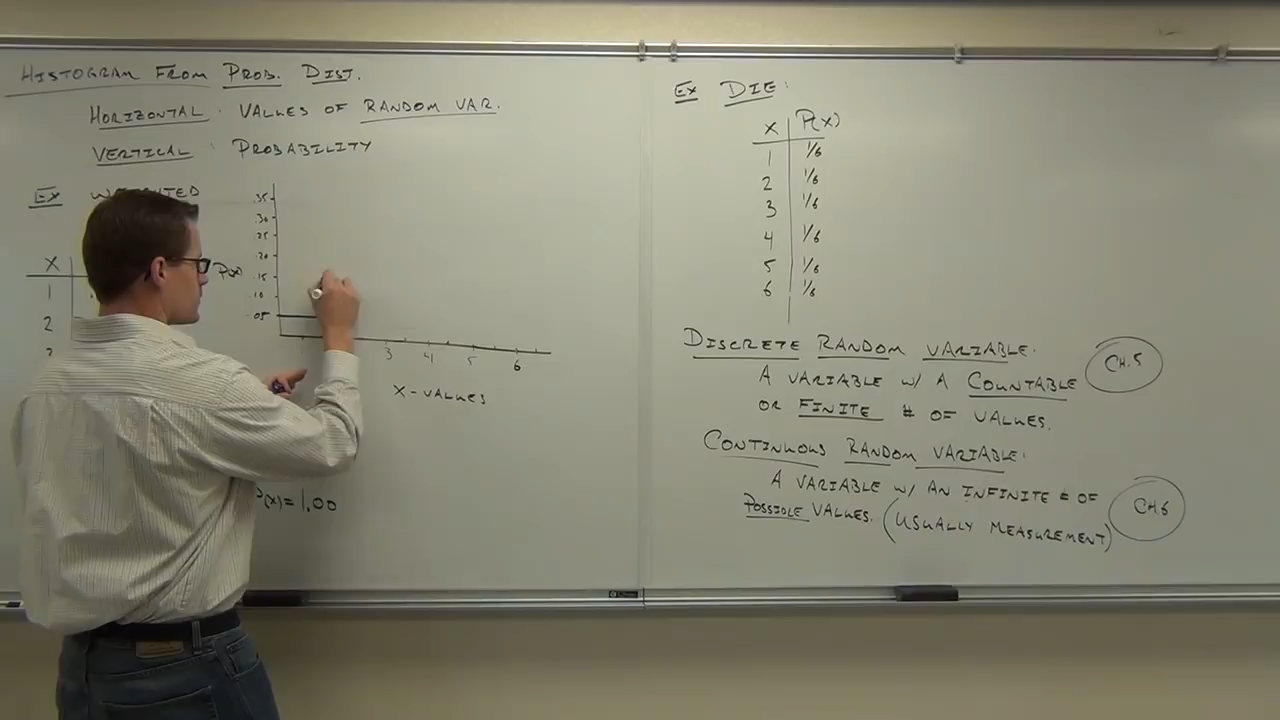 HISTOGRAM FROM PROB. DIST.
HORIZONTAL: VALUES OF RANDOM VAR.
VERTICAL: PROBABILITY
EX
X
1
2
P(x)
.35
.30
.25
.20
.15
.10
.05
3 4 5 6
X-VALUES
P(x)=1.00
EX DIE:
X P(x)
1 1/6
2 1/6
3 1/6
4 1/6
5 1/6
6 1/6
DISCRETE RANDOM VARIABLE:
A VARIABLE W/ A COUNTABLE
OR FINITE # OF VALUES.
CH.5
CONTINUOUS RANDOM VARIABLE:
A VARIABLE W/ AN INFINITE # OF
POSSIBLE VALUES. (USUALLY MEASUREMENT)
CH.6